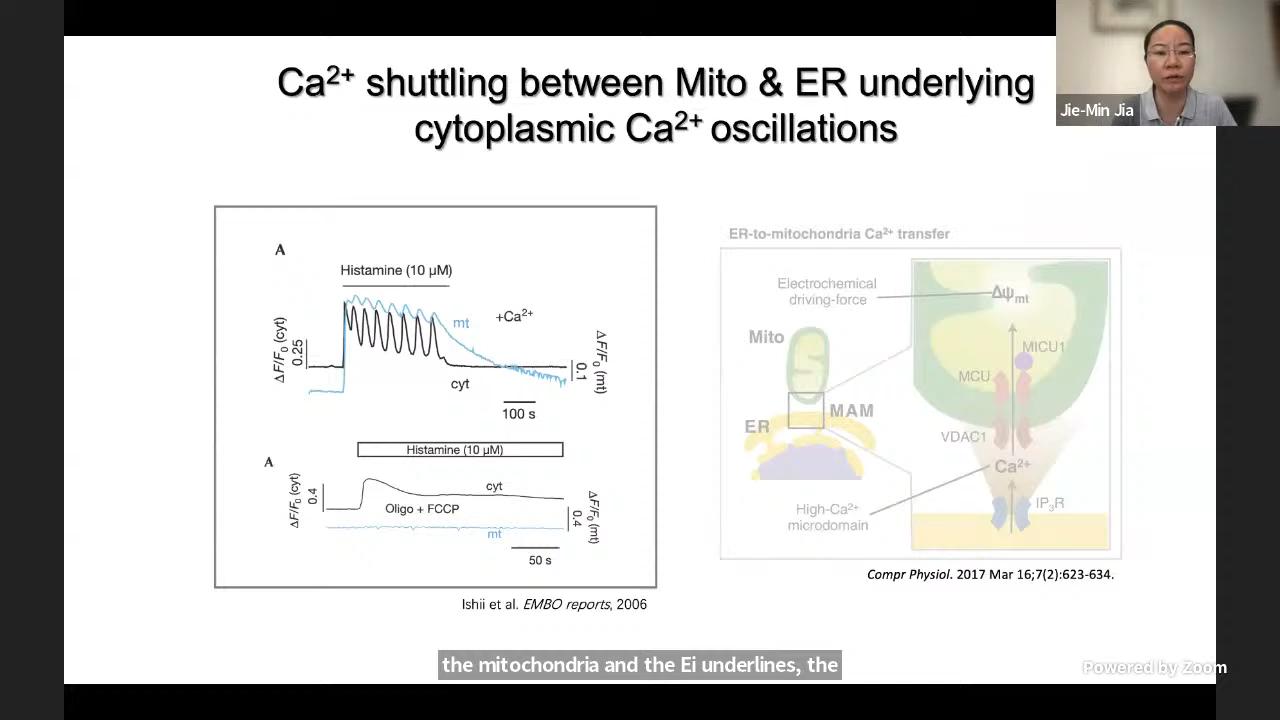 Ca²⁺ shuttling between Mito & ER underlying
cytoplasmic Ca²⁺ oscillations
Jie-Min Jia
A
Histamine (10 µM)
mt
+Ca²⁺
cyt
ΔF/F₀ (cyt)
0.25
ΔF/F₀ (mt)
0.1
100 s
A
Histamine (10 µM)
cyt
Oligo + FCCP
mt
ΔF/F₀ (cyt)
0.4
ΔF/F₀ (mt)
0.4
50 s
Ishii et al. EMBO reports, 2006
ER-to-mitochondria Ca²⁺ transfer
Electrochemical
driving-force
Δψmt
Mito
MICU1
MCU
MAM
ER
VDAC1
Ca²⁺
High-Ca²⁺
microdomain
IP₃R
Compr Physiol. 2017 Mar 16;7(2):623-634.
the mitochondria and the Ei underlines, the
Powered by Zoom